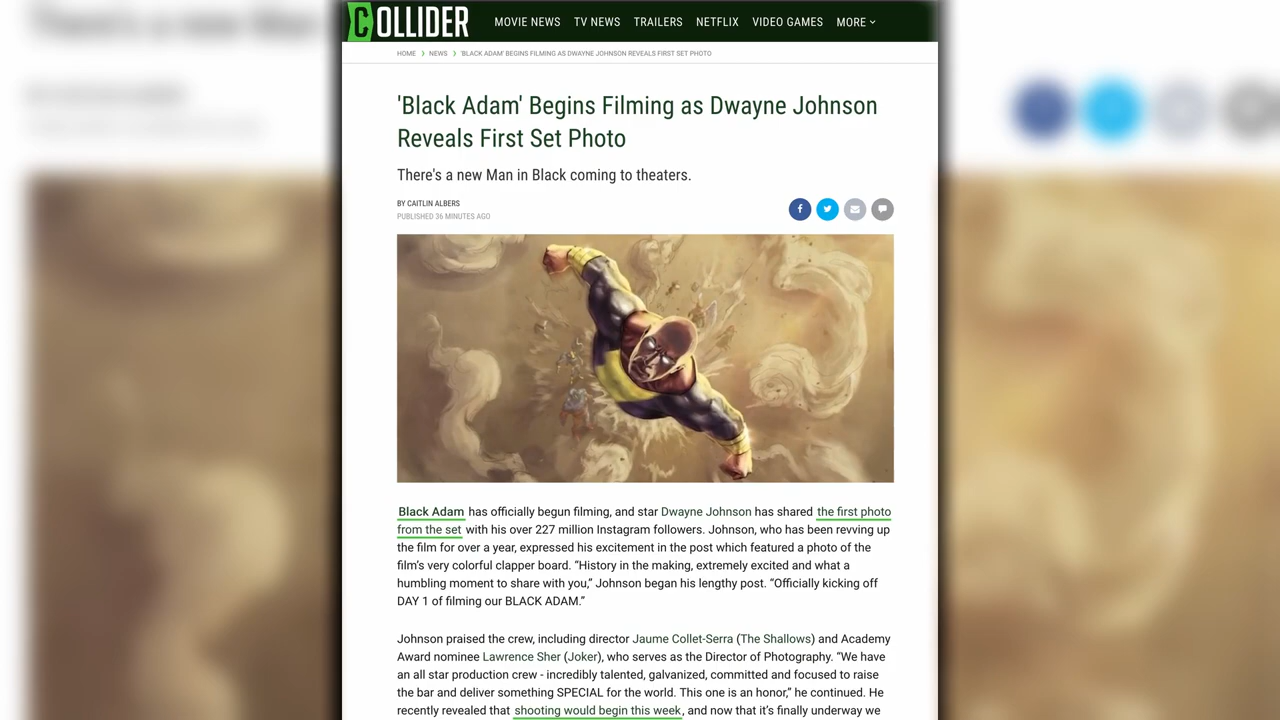 COLLIDER
MOVIE NEWS TV NEWS TRAILERS NETFLIX VIDEO GAMES MORE
HOME > NEWS > 'BLACK ADAM' BEGINS FILMING AS DWAYNE JOHNSON REVEALS FIRST SET PHOTO
'Black Adam' Begins Filming as Dwayne Johnson
Reveals First Set Photo
There's a new Man in Black coming to theaters.
BY CAITLIN ALBERS
PUBLISHED 36 MINUTES AGO
Black Adam has officially begun filming, and star Dwayne Johnson has shared the first photo
from the set with his over 227 million Instagram followers. Johnson, who has been revving up
the film for over a year, expressed his excitement in the post which featured a photo of the
film's very colorful clapper board. “History in the making, extremely excited and what a
humbling moment to share with you,” Johnson began his lengthy post. “Officially kicking off
DAY 1 of filming our BLACK ADAM.”
Johnson praised the crew, including director Jaume Collet-Serra (The Shallows) and Academy
Award nominee Lawrence Sher (Joker), who serves as the Director of Photography. “We have
an all star production crew - incredibly talented, galvanized, committed and focused to raise
the bar and deliver something SPECIAL for the world. This one is an honor,” he continued. He
recently revealed that shooting would begin this week, and now that it's finally underway we